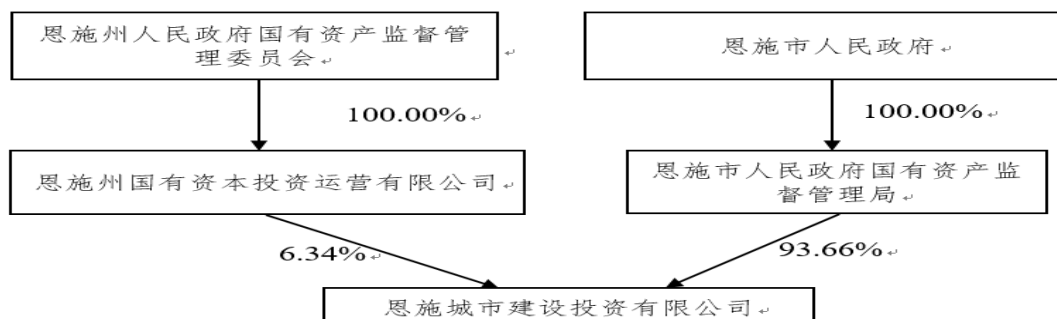 恩施州人民政府国有资产监督管
理委员会
恩施市人民政府
100.00%
100.00%
恩施州国有资本投资运营有限公司
恩施市人民政府国有资产监
督管理局
6.34%
93.66%
恩施城市建设投资有限公司